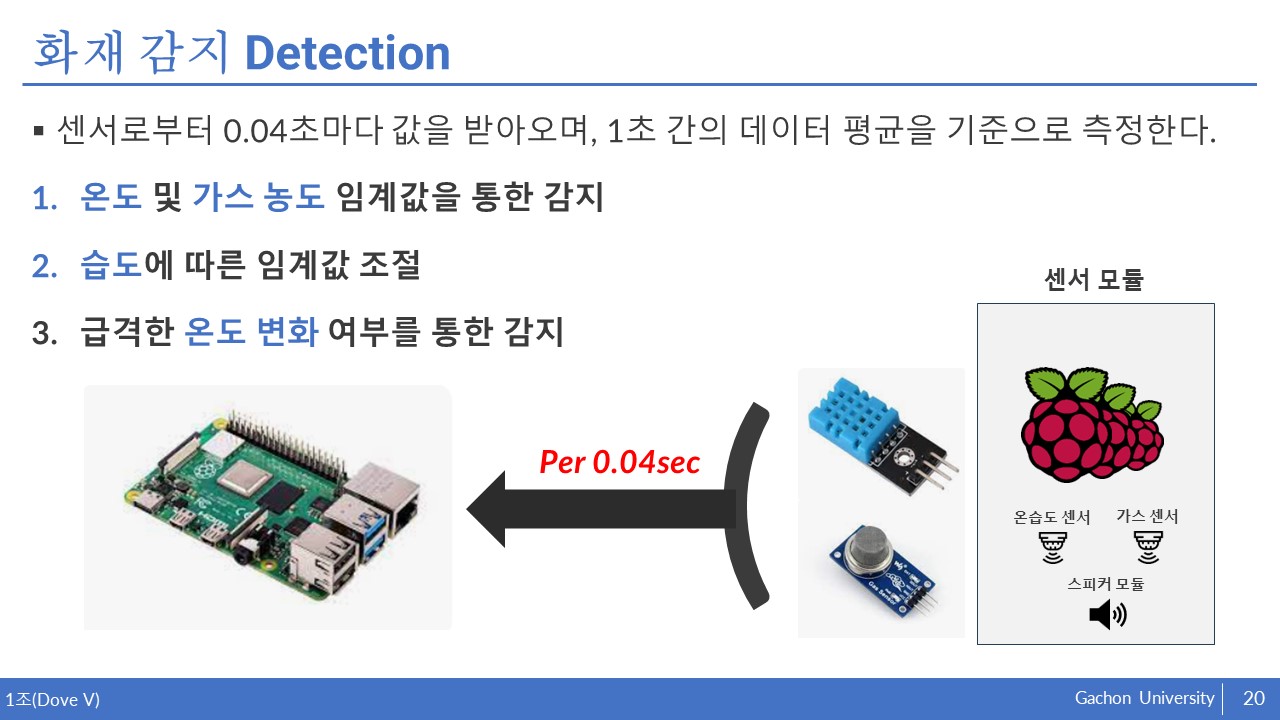 화재 감지 Detection
▪ 센서로부터 0.04초마다 값을 받아오며, 1초 간의 데이터 평균을 기준으로 측정한다.
1. 온도 및 가스 농도 임계값을 통한 감지
2. 습도에 따른 임계값 조절
3. 급격한 온도 변화 여부를 통한 감지
센서 모듈
Per 0.04sec
온습도 센서
가스 센서
스피커 모듈
Gas Sensor
1조(Dove V)
Gachon University
20